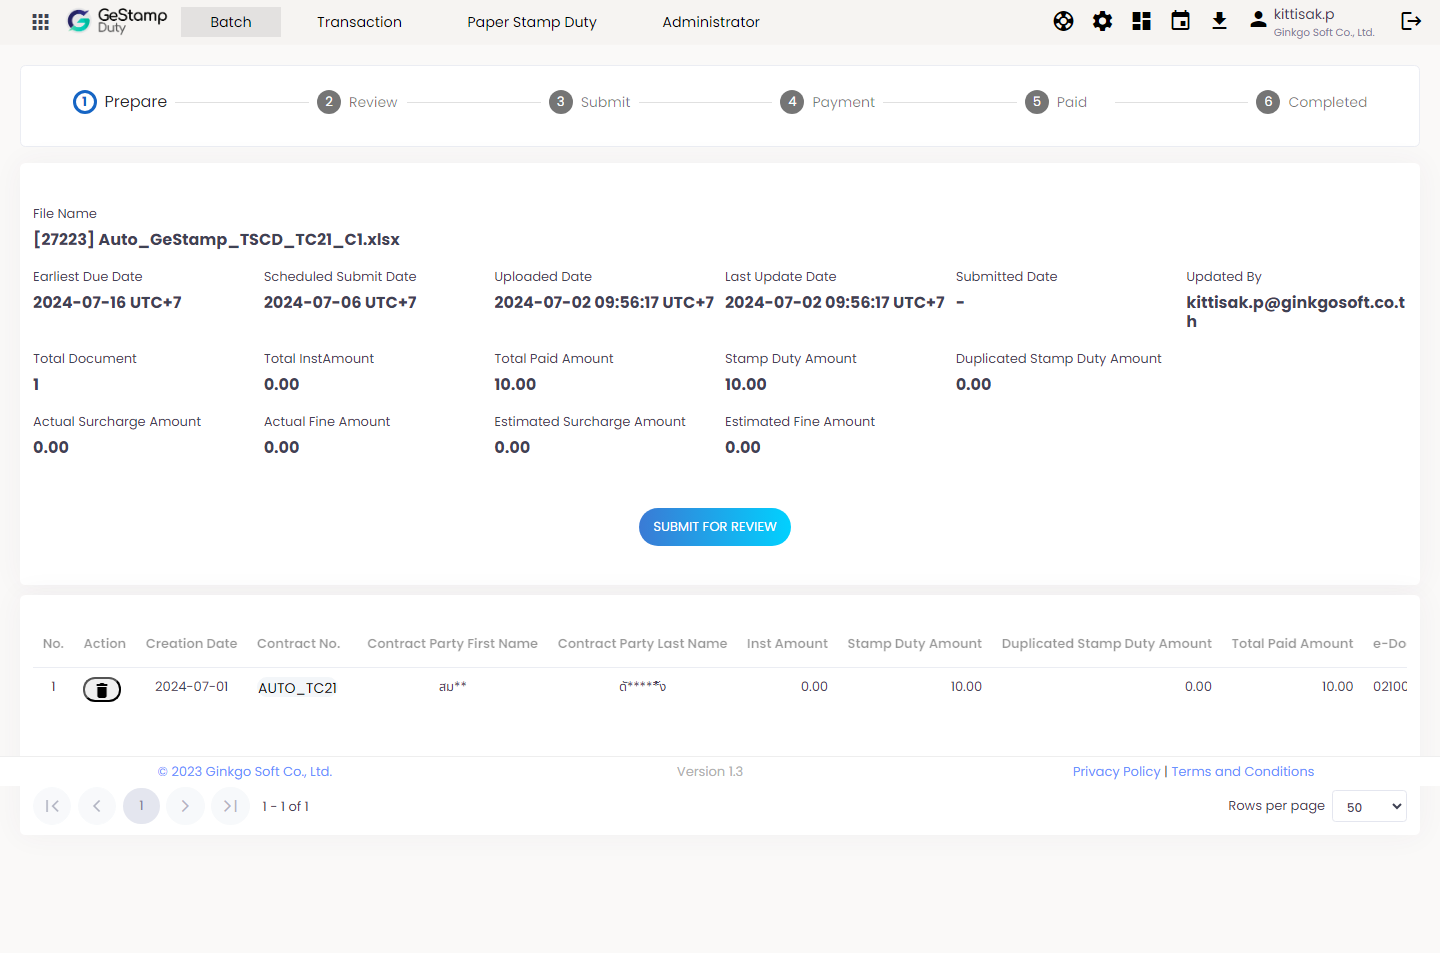 GeStamp
Duty
Batch
Transaction
Paper Stamp Duty
Administrator
kittisak.p
Ginkgo Soft Co., Ltd.
1 Prepare
2 Review
3 Submit
4 Payment
5 Paid
6 Completed
File Name
[27223] Auto_GeStamp_TSCD_TC21_C1.xlsx
Earliest Due Date
2024-07-16 UTC+7
Scheduled Submit Date
2024-07-06 UTC+7
Uploaded Date
2024-07-02 09:56:17 UTC+7
Last Update Date
2024-07-02 09:56:17 UTC+7
Submitted Date
-
Updated By
kittisak.p@ginkgosoft.co.t
h
Total Document
1
Total InstAmount
0.00
Total Paid Amount
10.00
Stamp Duty Amount
10.00
Duplicated Stamp Duty Amount
0.00
Actual Surcharge Amount
0.00
Actual Fine Amount
0.00
Estimated Surcharge Amount
0.00
Estimated Fine Amount
0.00
SUBMIT FOR REVIEW
No. Action Creation Date Contract No. Contract Party First Name Contract Party Last Name Inst Amount Stamp Duty Amount Duplicated Stamp Duty Amount Total Paid Amount e-Do
1 2024-07-01 AUTO_TC21 สม** 0.00 10.00 0.00 10.00 02100
© 2023 Ginkgo Soft Co., Ltd.
Version 1.3
Privacy Policy | Terms and Conditions
1
1 - 1 of 1
Rows per page 50